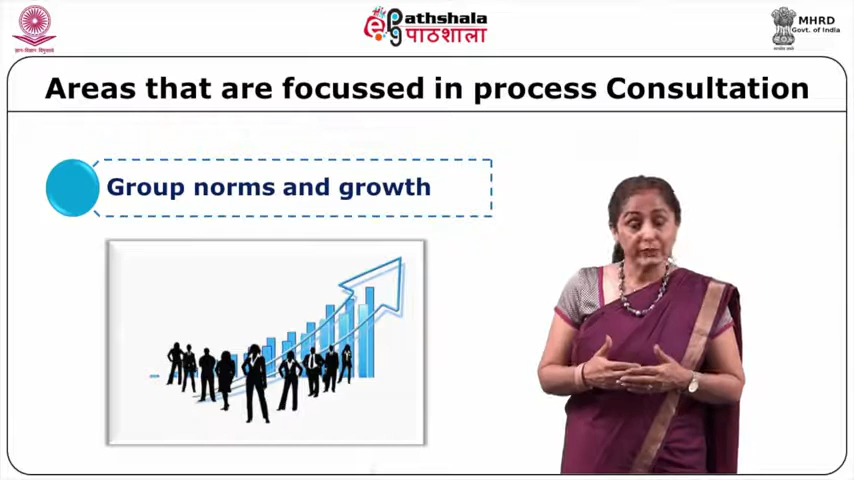 ePathshala
पाठशाला
MHRD
Govt. of India
Areas that are focussed in process Consultation
Group norms and growth